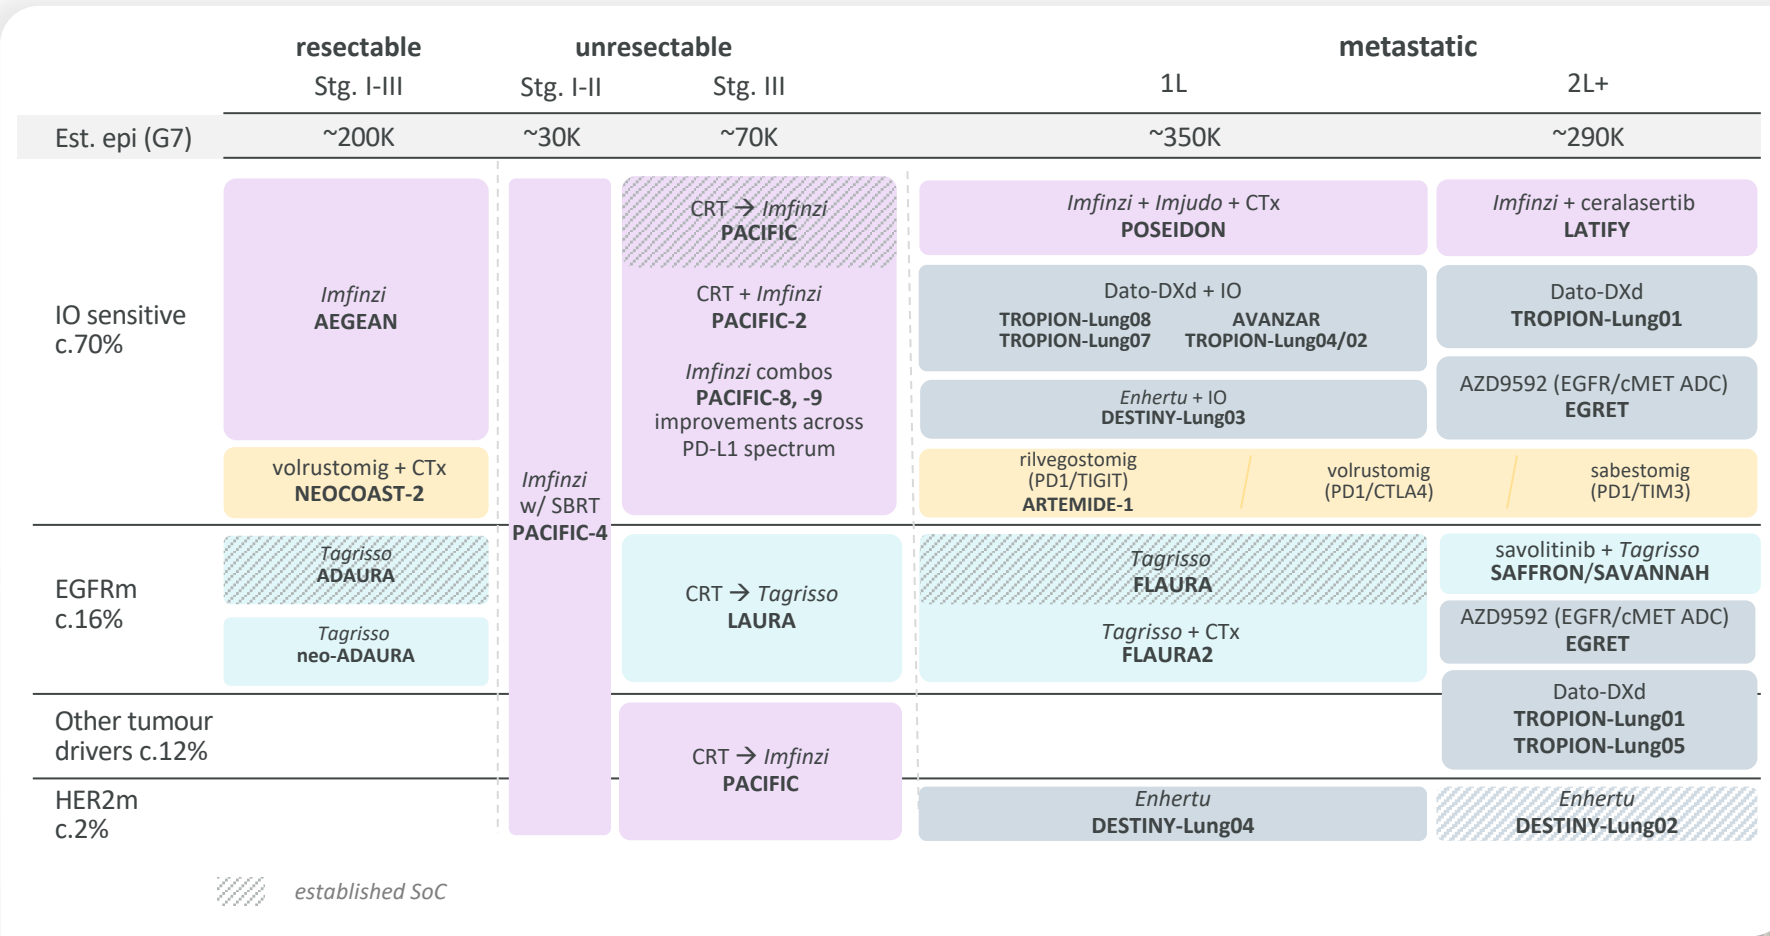 resectable
unresectable
metastatic
Stg. I-III
Stg. I-II
Stg. III
1L
2L+
Est. epi (G7)
~200K
~30K
~70K
~350K
~290K
IO sensitive
c.70%
Imfinzi
AEGEAN
volrustomig + CTx
NEOCOAST-2
Imfinzi
w/ SBRT
PACIFIC-4
CRT → Imfinzi
PACIFIC
CRT + Imfinzi
PACIFIC-2
Imfinzi combos
PACIFIC-8, -9
improvements across
PD-L1 spectrum
Imfinzi + Imjudo + CTx
POSEIDON
Dato-DXd + IO
TROPION-Lung08
AVANZAR
TROPION-Lung07
TROPION-Lung04/02
Enhertu + IO
DESTINY-Lung03
rilvegostomig
(PD1/TIGIT)
ARTEMIDE-1
volrustomig
(PD1/CTLA4)
sabestomig
(PD1/TIM3)
Imfinzi + ceralasertib
LATIFY
Dato-DXd
TROPION-Lung01
AZD9592 (EGFR/cMET ADC)
EGRET
EGFRm
c.16%
Tagrisso
ADAURA
Tagrisso
neo-ADAURA
CRT → Tagrisso
LAURA
Tagrisso
FLAURA
Tagrisso + CTx
FLAURA2
savolitinib + Tagrisso
SAFFRON/SAVANNAH
AZD9592 (EGFR/cMET ADC)
EGRET
Dato-DXd
TROPION-Lung01
TROPION-Lung05
Other tumour
drivers c.12%
CRT → Imfinzi
PACIFIC
HER2m
c.2%
Enhertu
DESTINY-Lung04
Enhertu
DESTINY-Lung02
established SoC